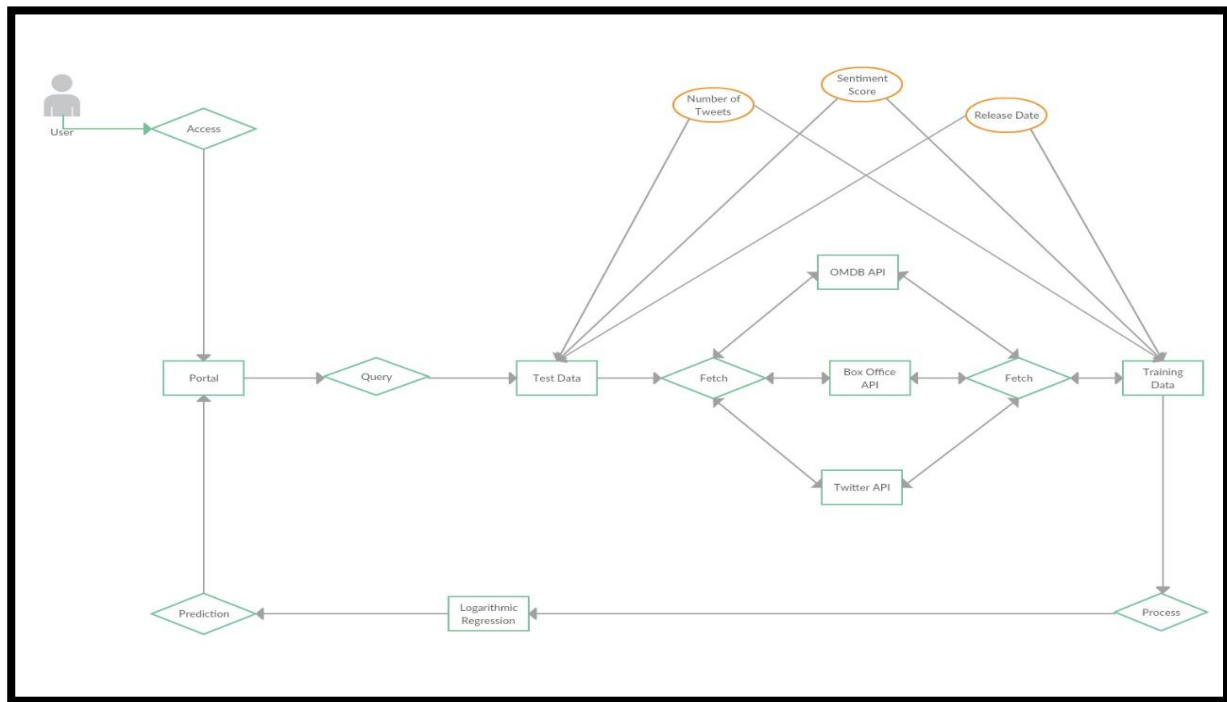 User
Access
Number of
Tweets
Sentiment
Score
Release Date
OMDB API
Portal
Query
Test Data
Fetch
Box Office
API
Fetch
Training
Data
Twitter API
Prediction
Logarithmic
Regression
Process